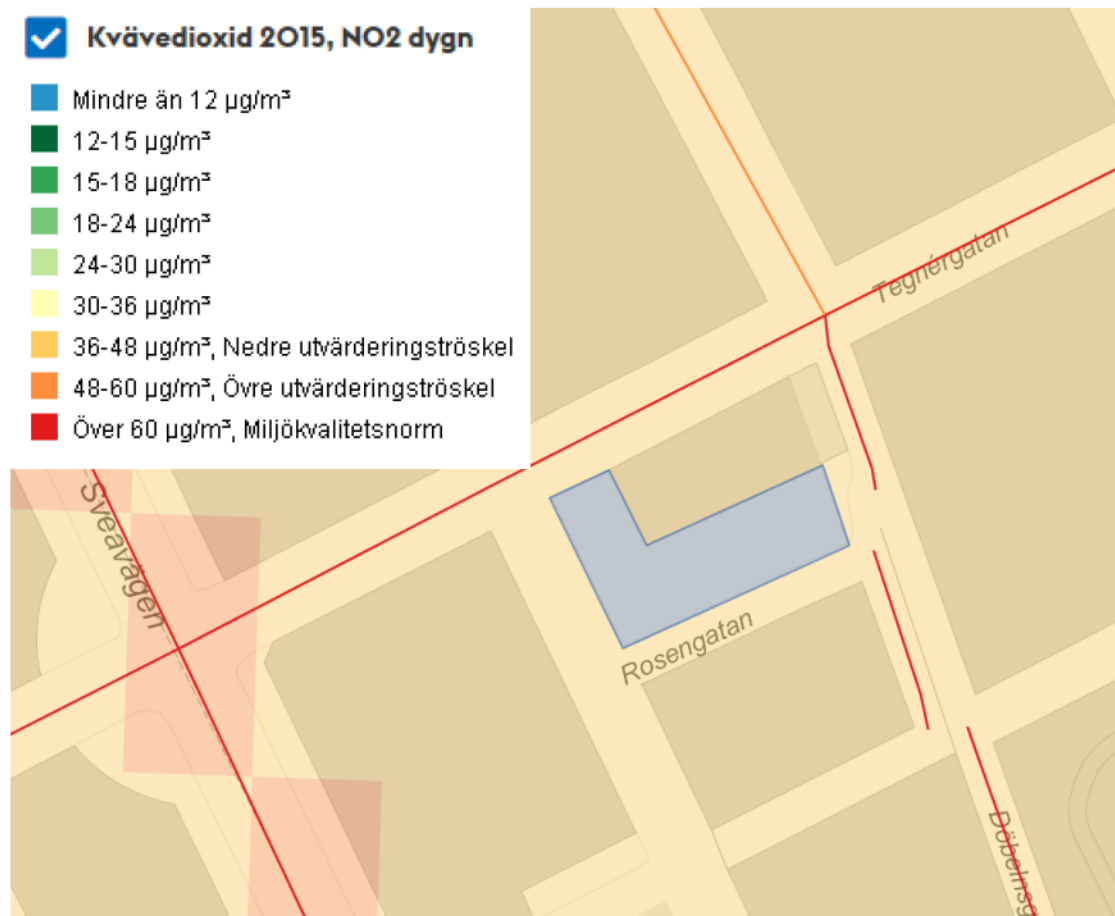 Kvävedioxid 2015, NO2 dygn
Mindre än 12 µg/m³
12-15 µg/m³
15-18 µg/m³
18-24 µg/m³
24-30 µg/m³
30-36 µg/m³
36-48 µg/m³, Nedre utvärderingströskel
48-60 µg/m³, Övre utvärderingströskel
Över 60 µg/m³, Miljökvalitetsnorm
Tegnérgatan
Sveavägen
Rosengatan
Döbelnsg